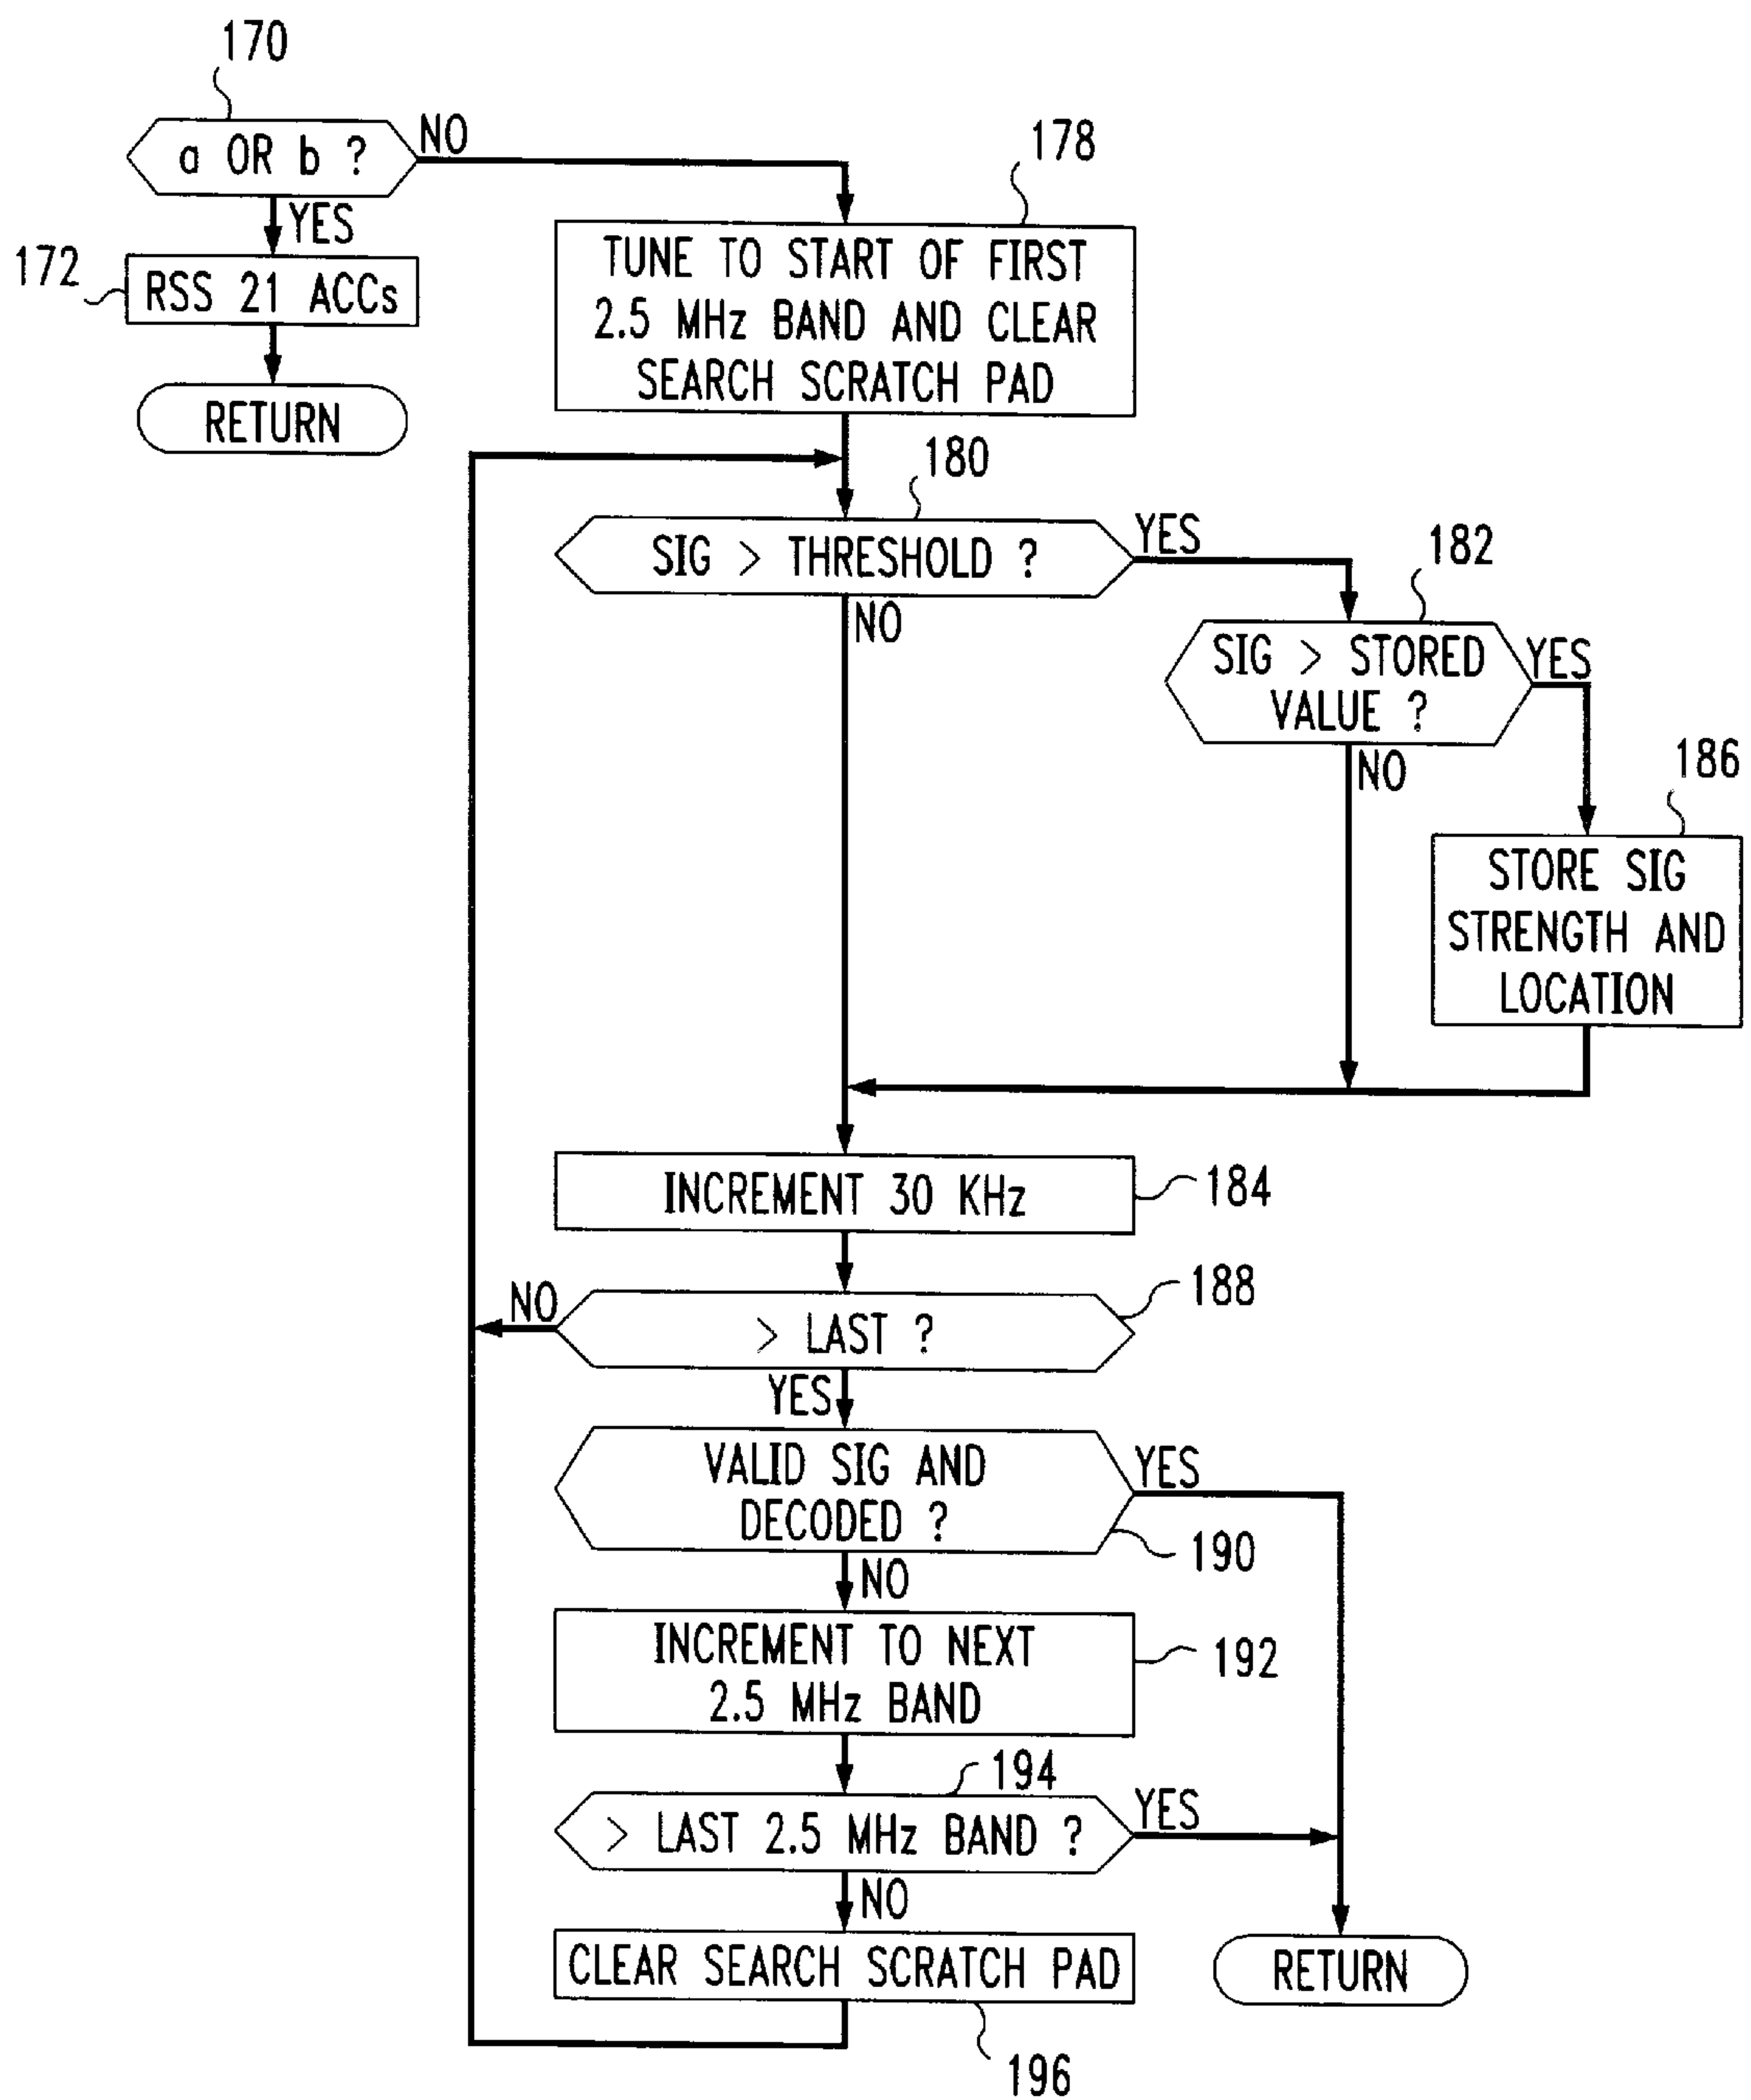 170
a OR b ?
NO
YES
172
RSS 21 ACCs
RETURN
178
TUNE TO START OF FIRST
2.5 MHz BAND AND CLEAR
SEARCH SCRATCH PAD
180
SIG > THRESHOLD ?
YES
NO
182
SIG > STORED
VALUE ?
YES
NO
186
STORE SIG
STRENGTH AND
LOCATION
INCREMENT 30 KHz
184
188
> LAST ?
NO
YES
VALID SIG AND
DECODED ?
YES
190
NO
INCREMENT TO NEXT
2.5 MHz BAND
192
194
> LAST 2.5 MHz BAND ?
YES
NO
CLEAR SEARCH SCRATCH PAD
RETURN
196